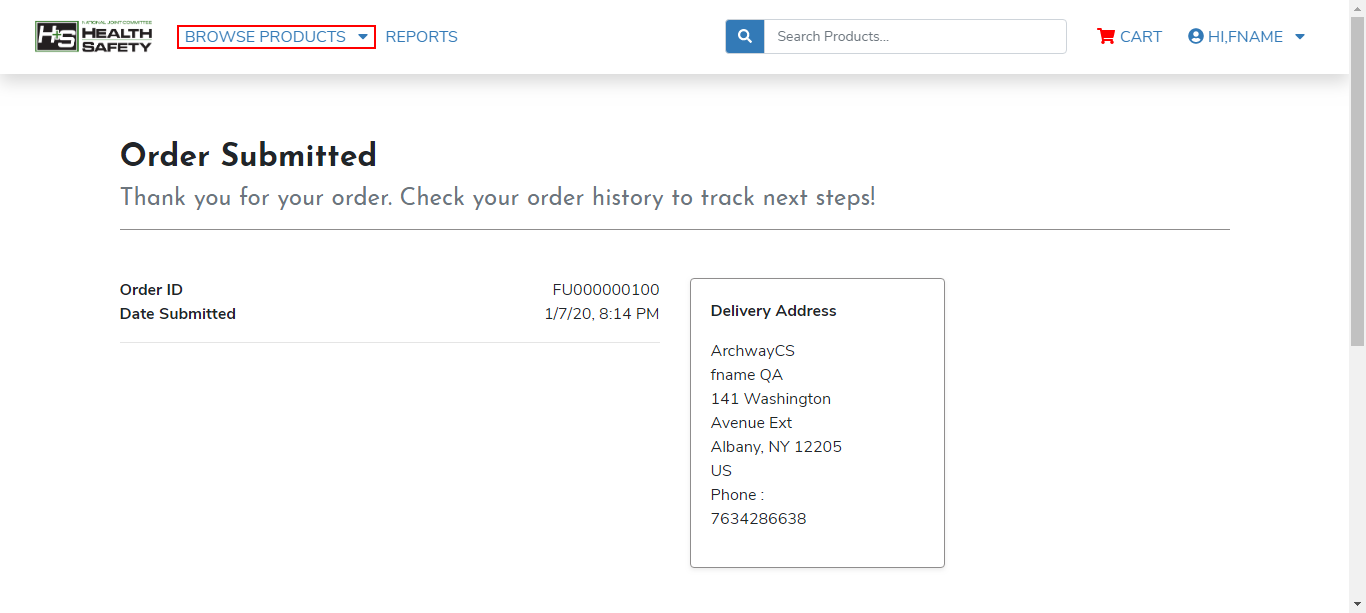 NATIONAL JOINT COMMITTEE
H+S HEALTH
SAFETY
BROWSE PRODUCTS
REPORTS
Search Products...
CART
HI,FNAME
Order Submitted
Thank you for your order. Check your order history to track next steps!
Order ID FU000000100
Date Submitted 1/7/20, 8:14 PM
Delivery Address
ArchwayCS
fname QA
141 Washington
Avenue Ext
Albany, NY 12205
US
Phone :
7634286638